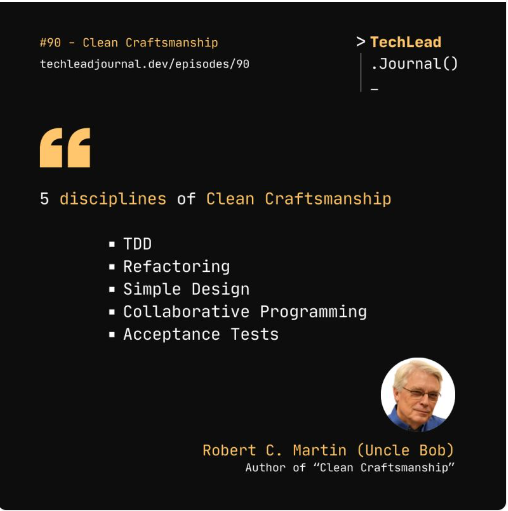 #90 - Clean Craftsmanship
techleadjournal.dev/episodes/90
> TechLead
.Journal()
_
5 disciplines of Clean Craftsmanship
▪ TDD
▪ Refactoring
▪ Simple Design
▪ Collaborative Programming
▪ Acceptance Tests
Robert C. Martin (Uncle Bob)
Author of “Clean Craftsmanship”